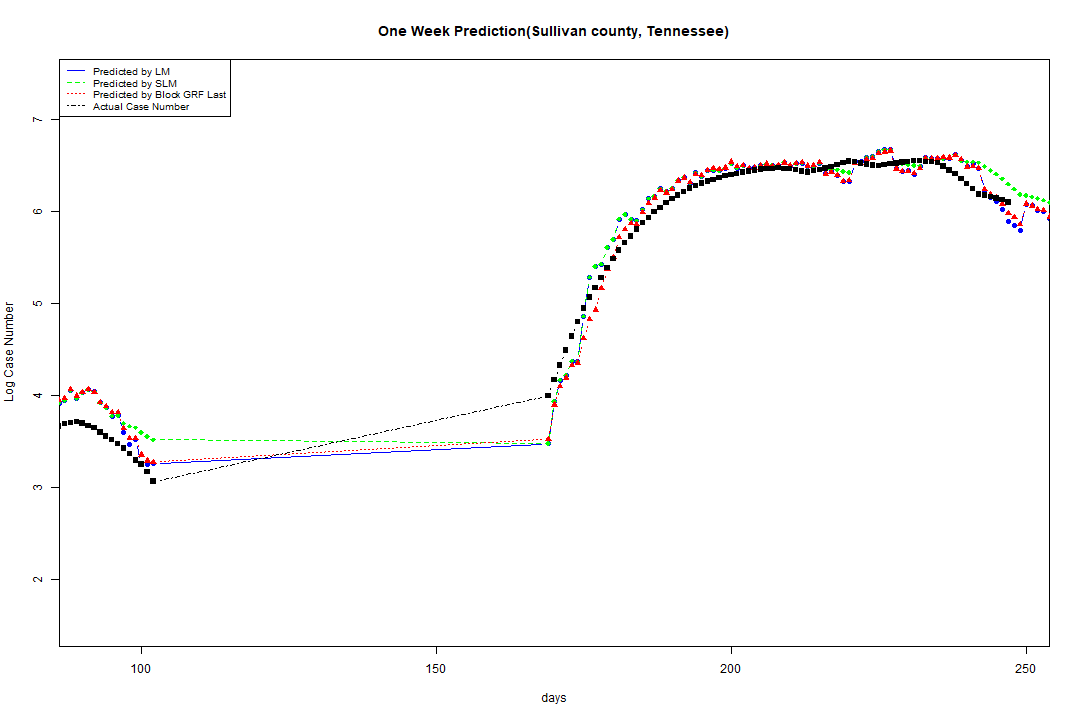 One Week Prediction(Sullivan county, Tennessee)
Predicted by LM
Predicted by SLM
Predicted by Block GRF Last
Actual Case Number
7
6
5
4
3
2
Log Case Number
100 150 200 250
days